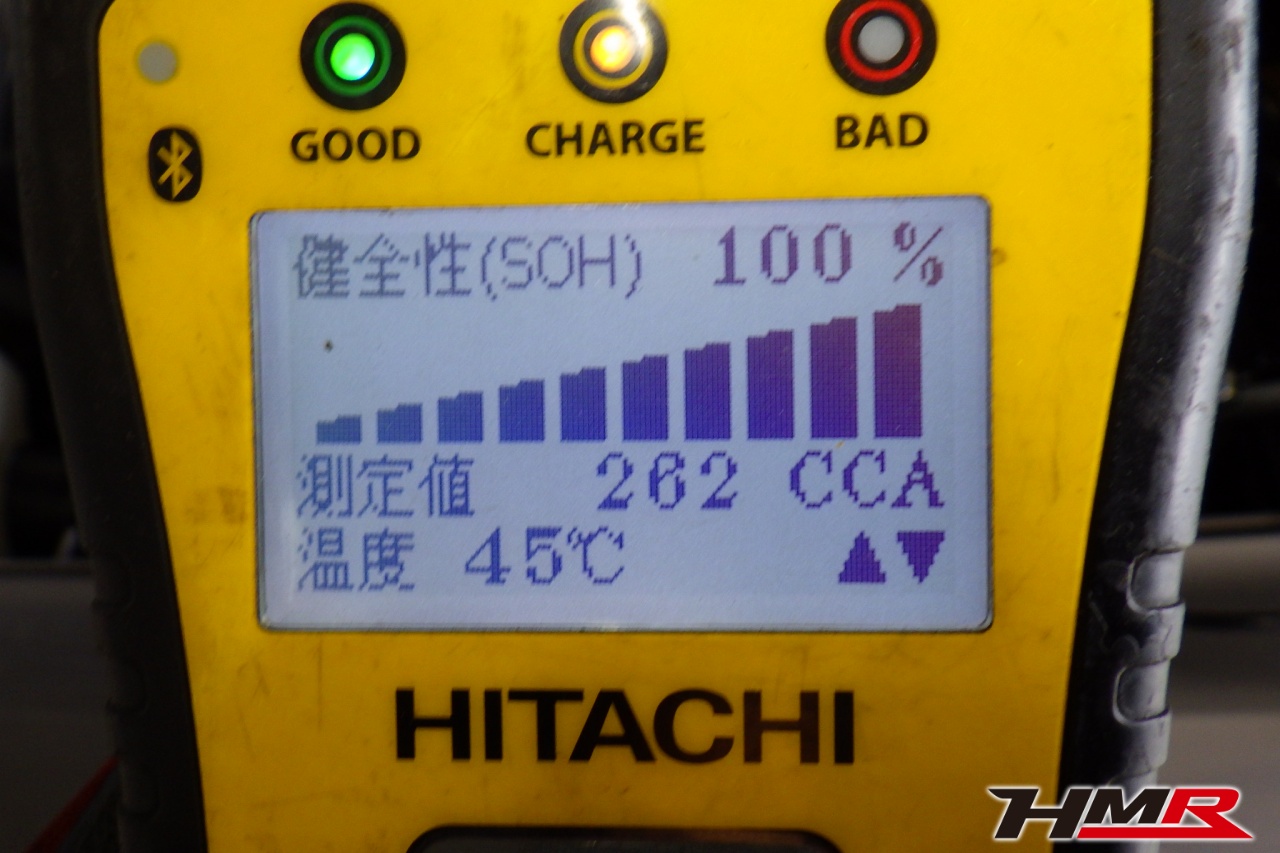 GOOD CHARGE BAD
健全性(SOH) 100 %
測定値 262 CCA
温度 45℃ ▲▼
HITACHI
HMR